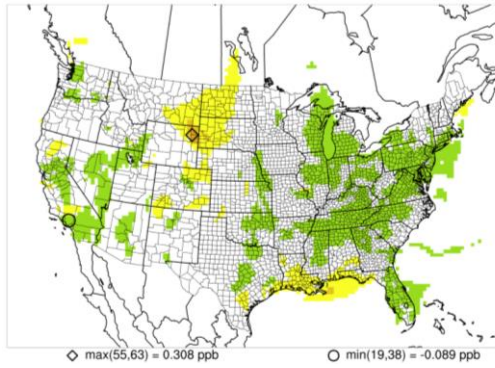 ◇ max(55,63) = 0.308 ppb ○ min(19,38) = -0.089 ppb